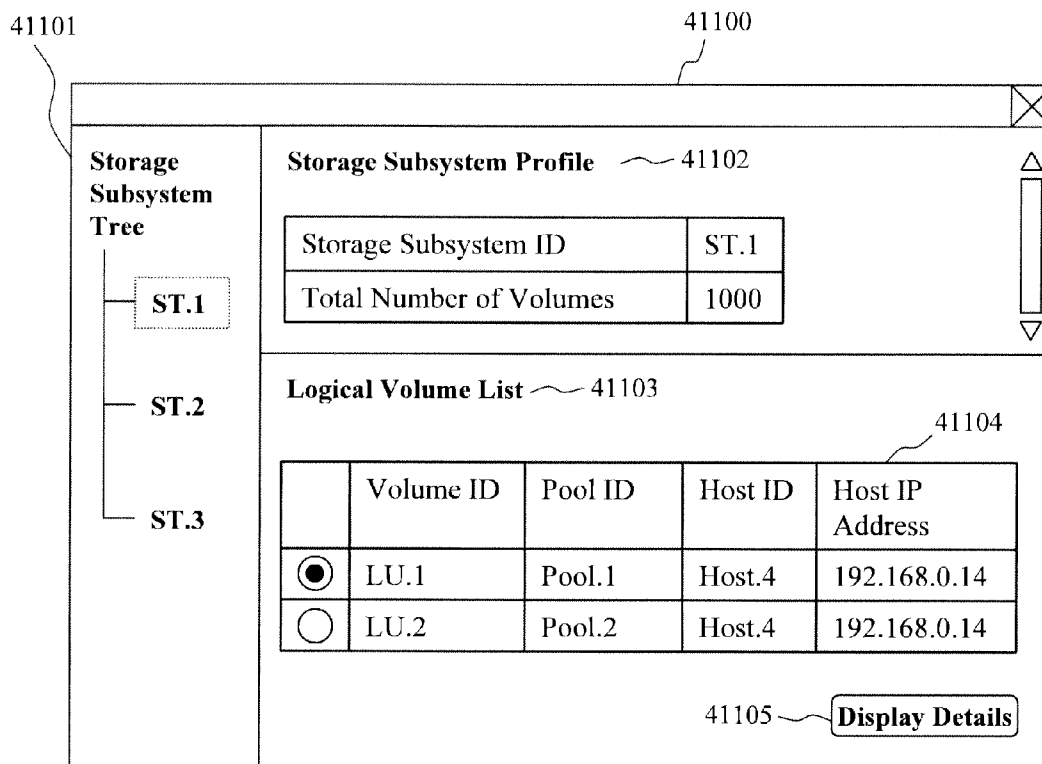 41101
41100
Storage
Subsystem
Tree
ST.1
ST.2
ST.3
Storage Subsystem Profile 41102
Storage Subsystem ID ST.1
Total Number of Volumes 1000
Logical Volume List 41103
41104
Volume ID Pool ID Host ID Host IP
Address
LU.1 Pool.1 Host.4 192.168.0.14
LU.2 Pool.2 Host.4 192.168.0.14
41105 Display Details